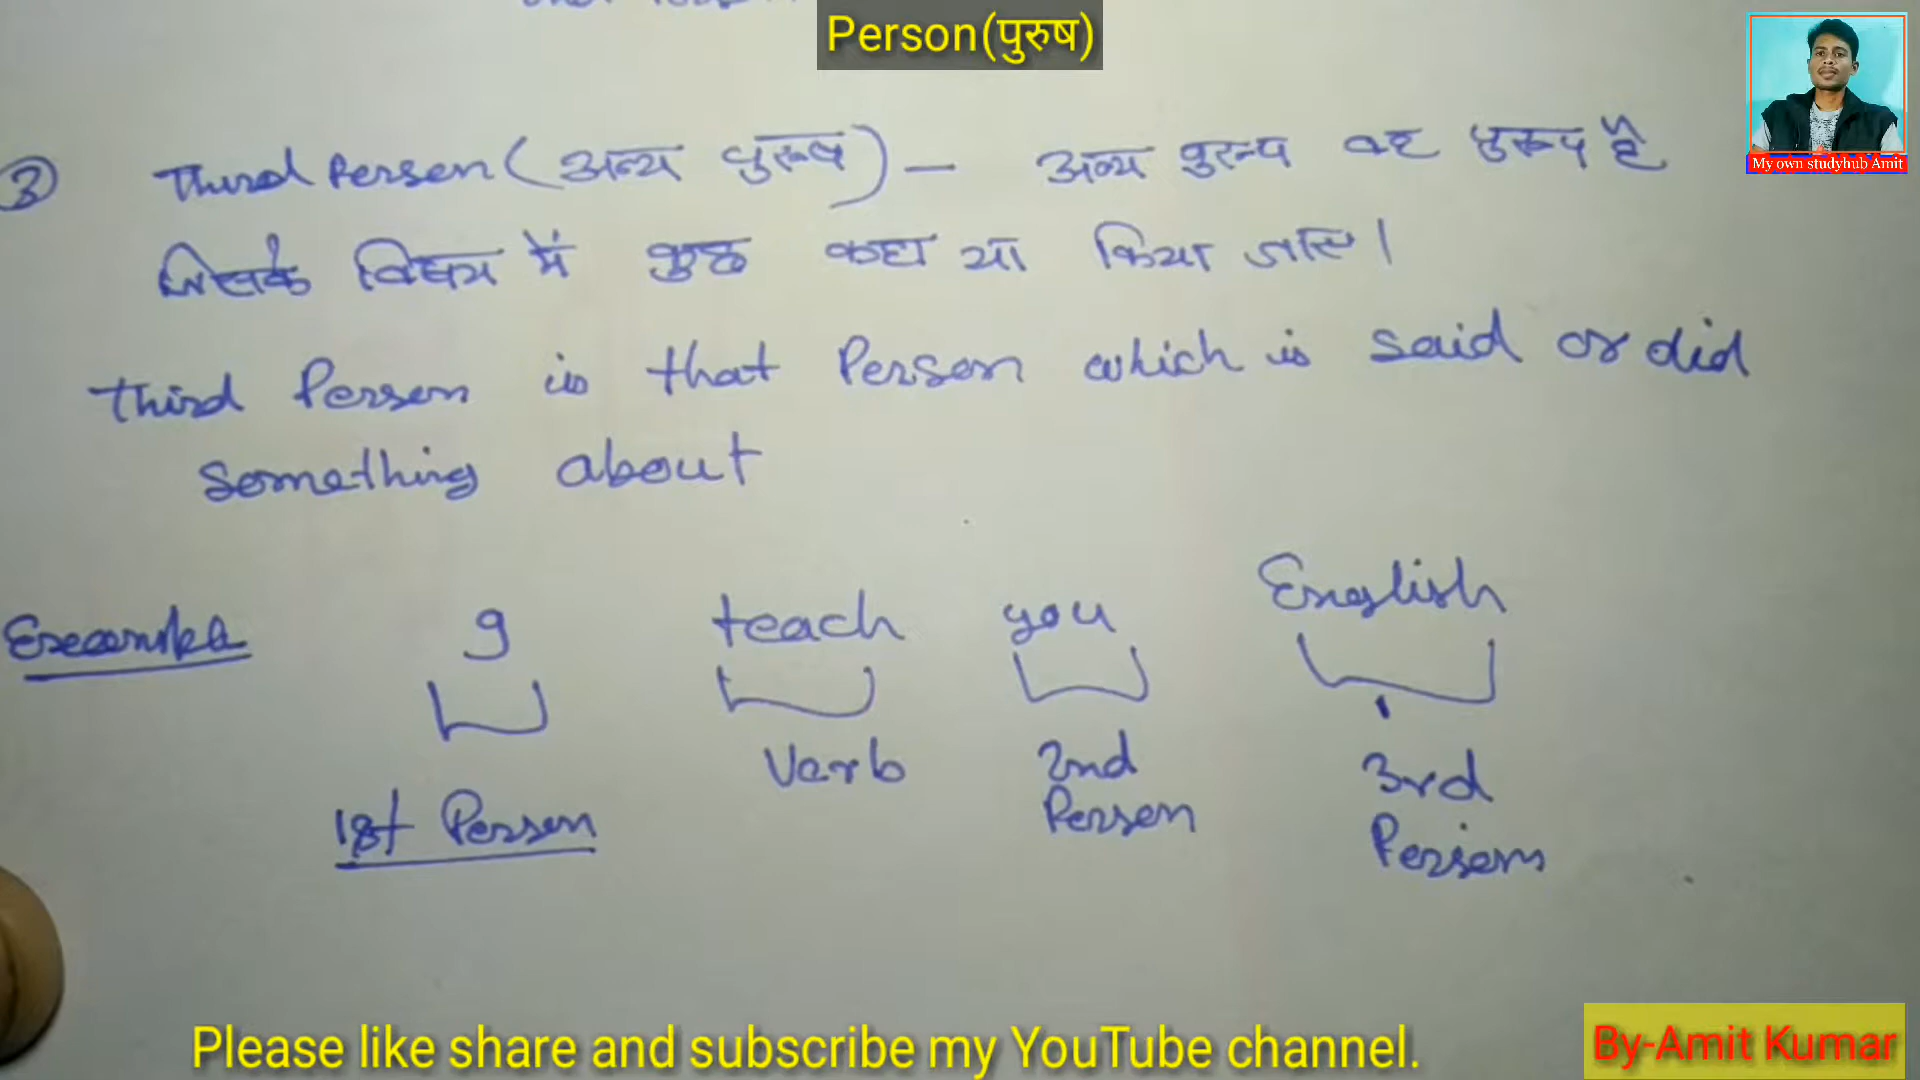 Person(पुरुष)
My own studyhub Amit
3 Third Person (अन्य पुरूष) - अन्य पुरूष वह पुरूष है
जिसके विषय में कुछ कहा या किया जाए।
Third Person is that Person which is said or did
something about
Example I teach you English
1st Person Verb 2nd Person 3rd Person
Please like share and subscribe my YouTube channel.
By-Amit Kumar